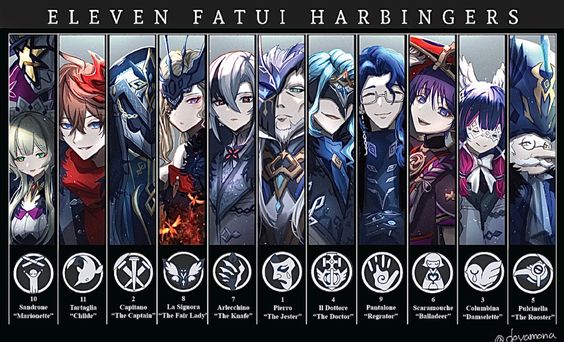 ELEVEN FATUI HARBINGERS
10
Sandrone
"Marionette"
11
Tartaglia
"Childe"
2
Capitano
"The Captain"
8
La Signora
"The Fair Lady"
7
Arlecchino
"The Knafe"
1
Pierro
"The Jester"
4
Il Dottore
"The Doctor"
9
Pantalone
"Regrator"
6
Scaramouche
"Balladeer"
3
Columbina
"Damselette"
5
Pulcinella
"The Rooster"